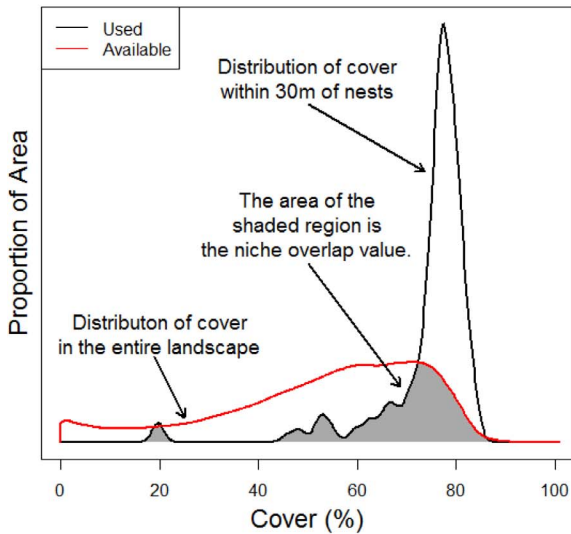 Used
Available
Distribution of cover
within 30m of nests
The area of the
shaded region is
the niche overlap value.
Distributon of cover
in the entire landscape
Proportion of Area
0
20
40
60
80
100
Cover (%)